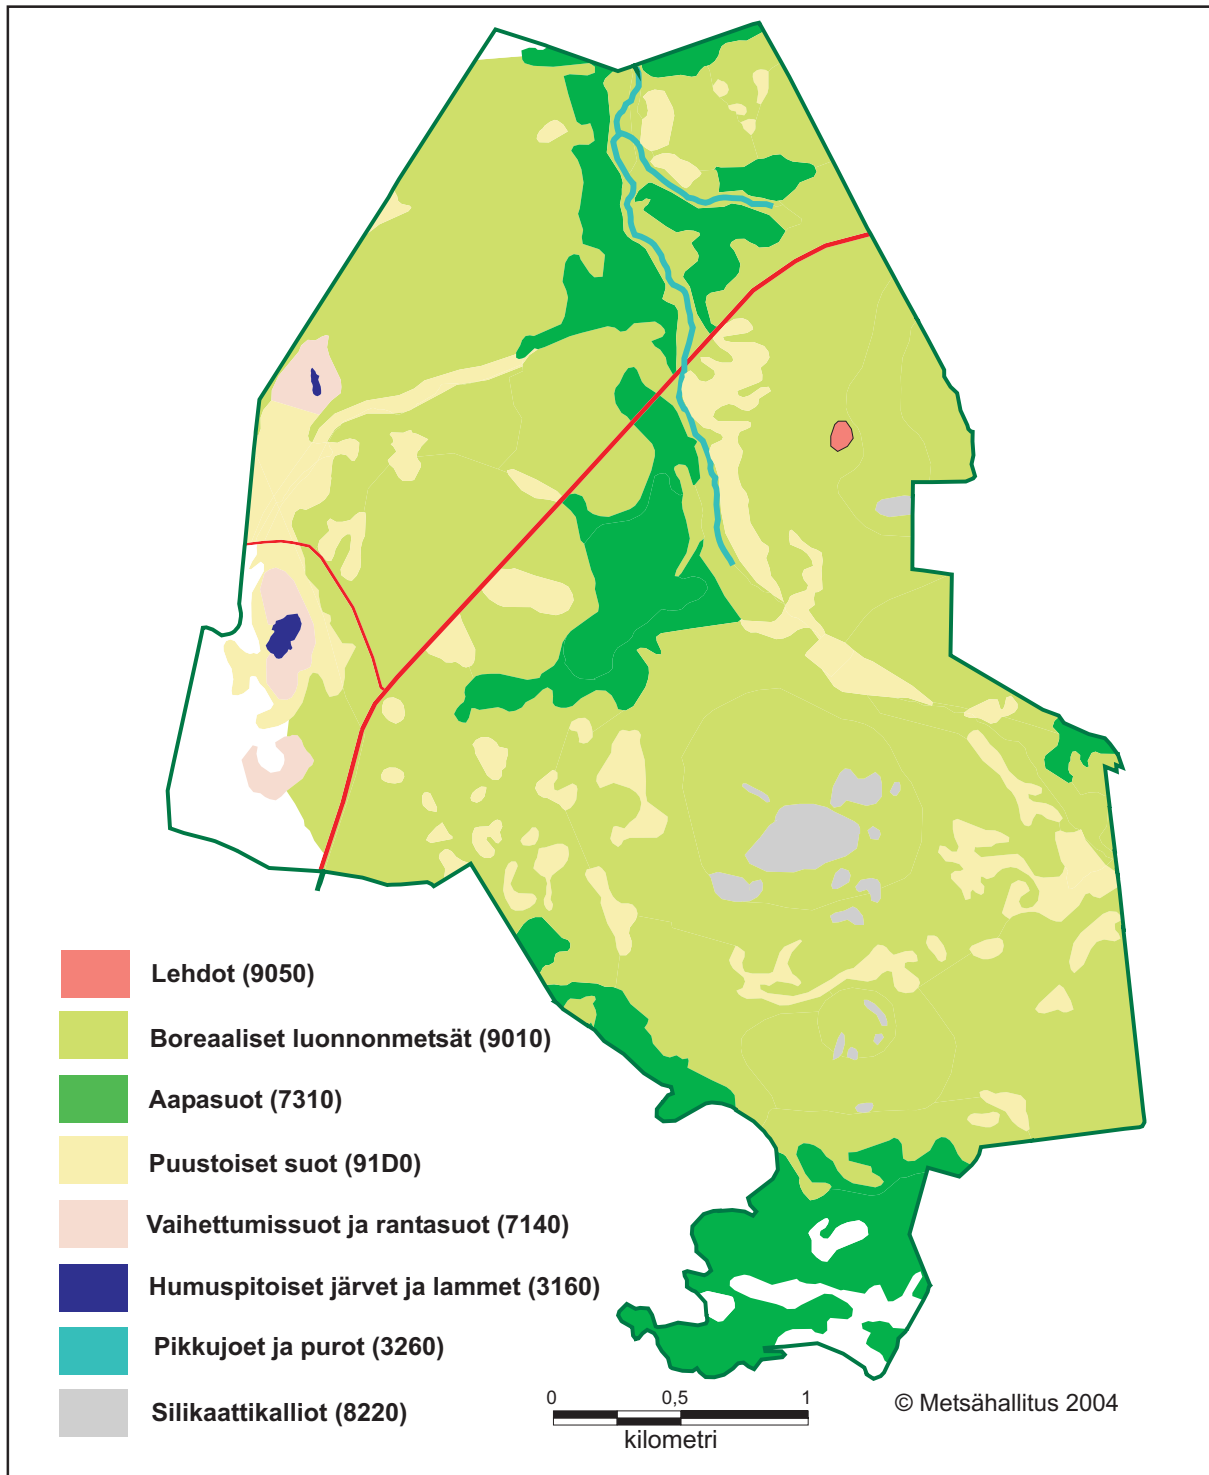 Lehdot (9050)
Boreaaliset luonnonmetsät (9010)
Aapasuot (7310)
Puustoiset suot (91D0)
Vaihettumissuot ja rantasuot (7140)
Humuspitoiset järvet ja lammet (3160)
Pikkujoet ja purot (3260)
Silikaattikalliot (8220)
0 0,5 1
kilometri
© Metsähallitus 2004